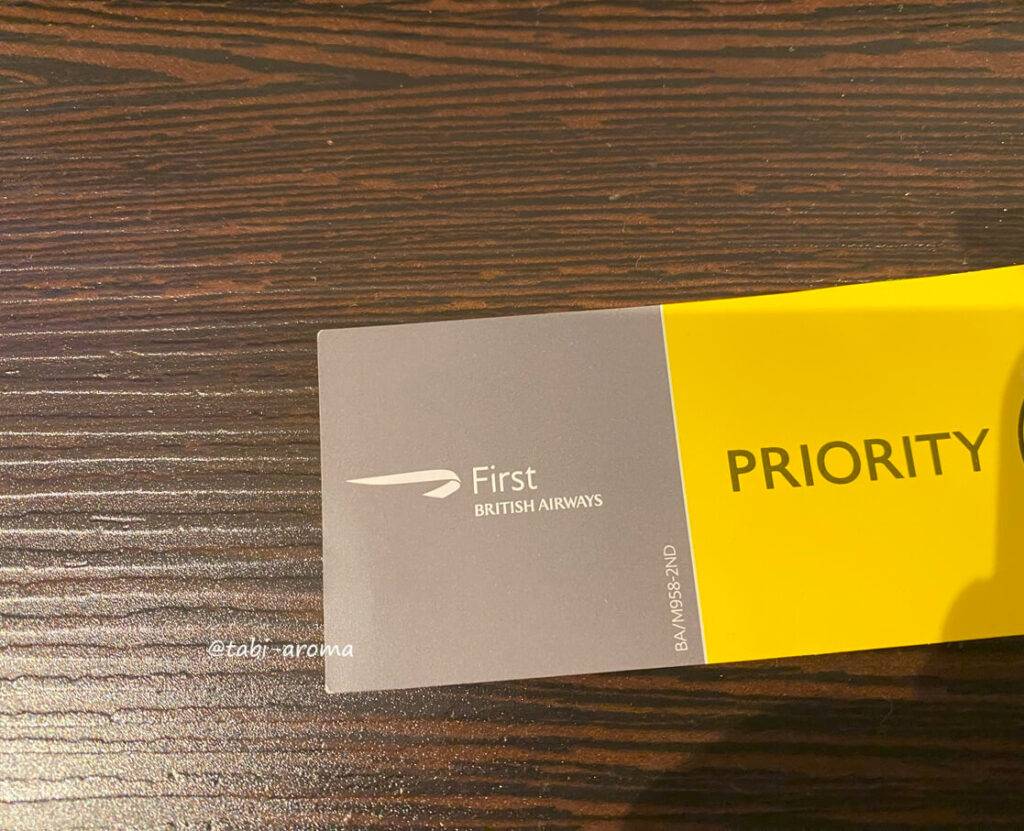 First
BRITISH AIRWAYS
PRIORITY
BA/M958-2ND
@tabi-aroma